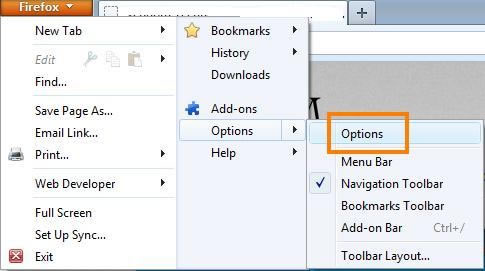 Firefox
New Tab
Edit
Find...
Save Page As...
Email Link...
Print...
Web Developer
Full Screen
Set Up Sync...
Exit
Bookmarks
History
Downloads
Add-ons
Options
Help
Options
Menu Bar
Navigation Toolbar
Bookmarks Toolbar
Add-on Bar Ctrl+/
Toolbar Layout...